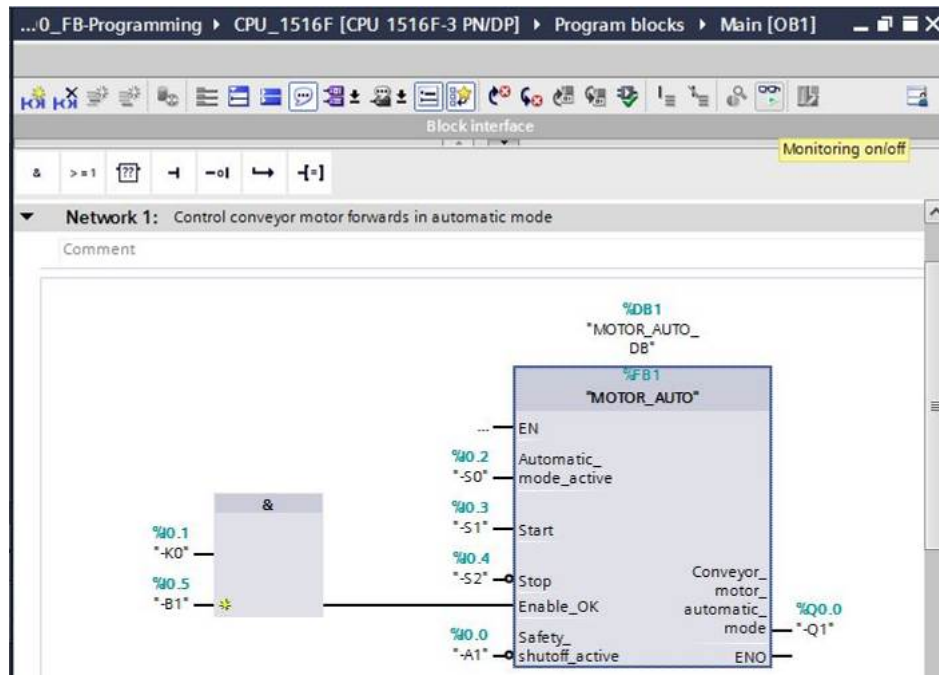 ...0_FB-Programming ▸ CPU_1516F [CPU 1516F-3 PN/DP] ▸ Program blocks ▸ Main [OB1]
Block interface
Monitoring on/off
& >=1 ??
Network 1: Control conveyor motor forwards in automatic mode
Comment
%DB1
"MOTOR_AUTO_
DB"
%FB1
"MOTOR_AUTO"
... EN
%I0.2
"-S0"
Automatic_
mode_active
%I0.3
"-S1" Start
%I0.4
"-S2" Stop
&
%I0.1
"-K0"
%I0.5
"-B1"
Enable_OK
%I0.0
"-A1"
Safety_
shutoff_active
Conveyor_
motor_
automatic_
mode
%Q0.0
"-Q1"
ENO